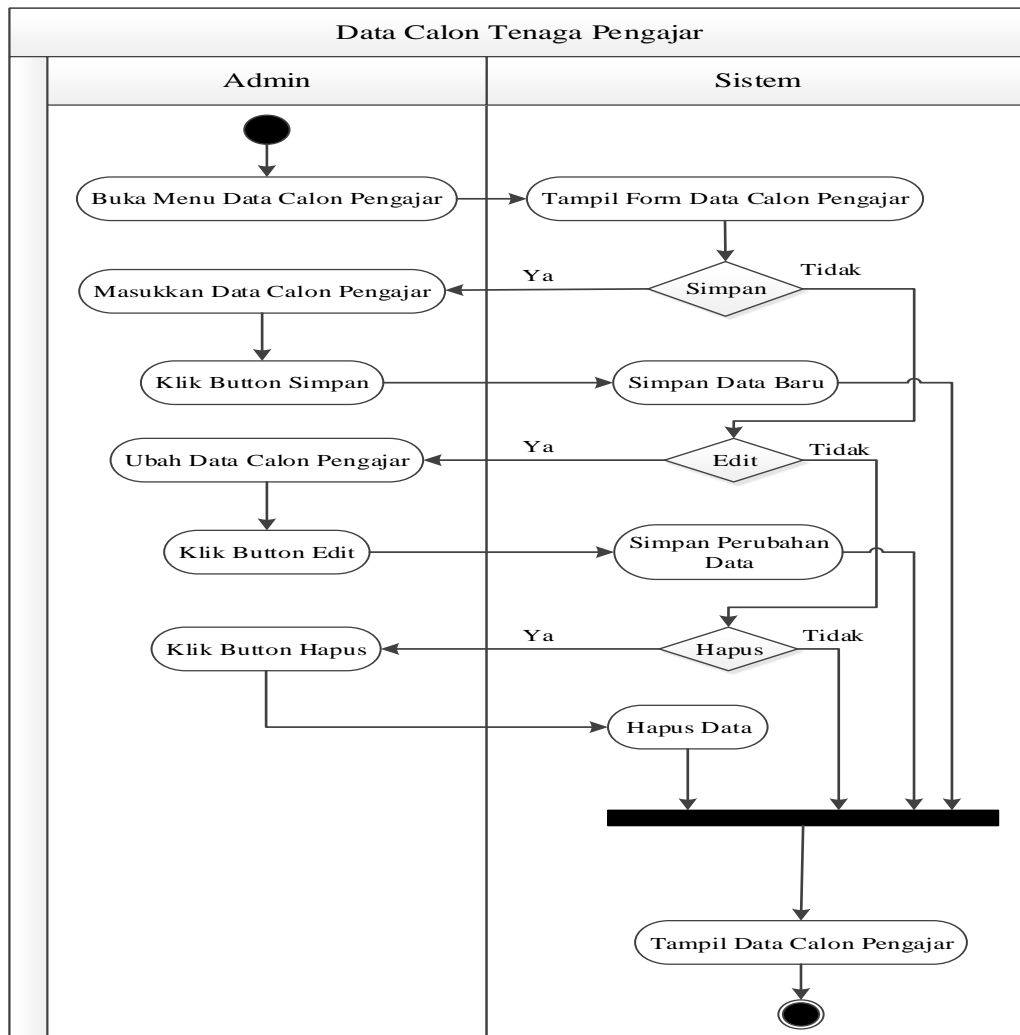 Data Calon Tenaga Pengajar
Admin
Sistem
Buka Menu Data Calon Pengajar
Tampil Form Data Calon Pengajar
Ya
Simpan
Tidak
Masukkan Data Calon Pengajar
Klik Button Simpan
Simpan Data Baru
Ya
Edit
Tidak
Ubah Data Calon Pengajar
Klik Button Edit
Simpan Perubahan
Data
Ya
Hapus
Tidak
Klik Button Hapus
Hapus Data
Tampil Data Calon Pengajar